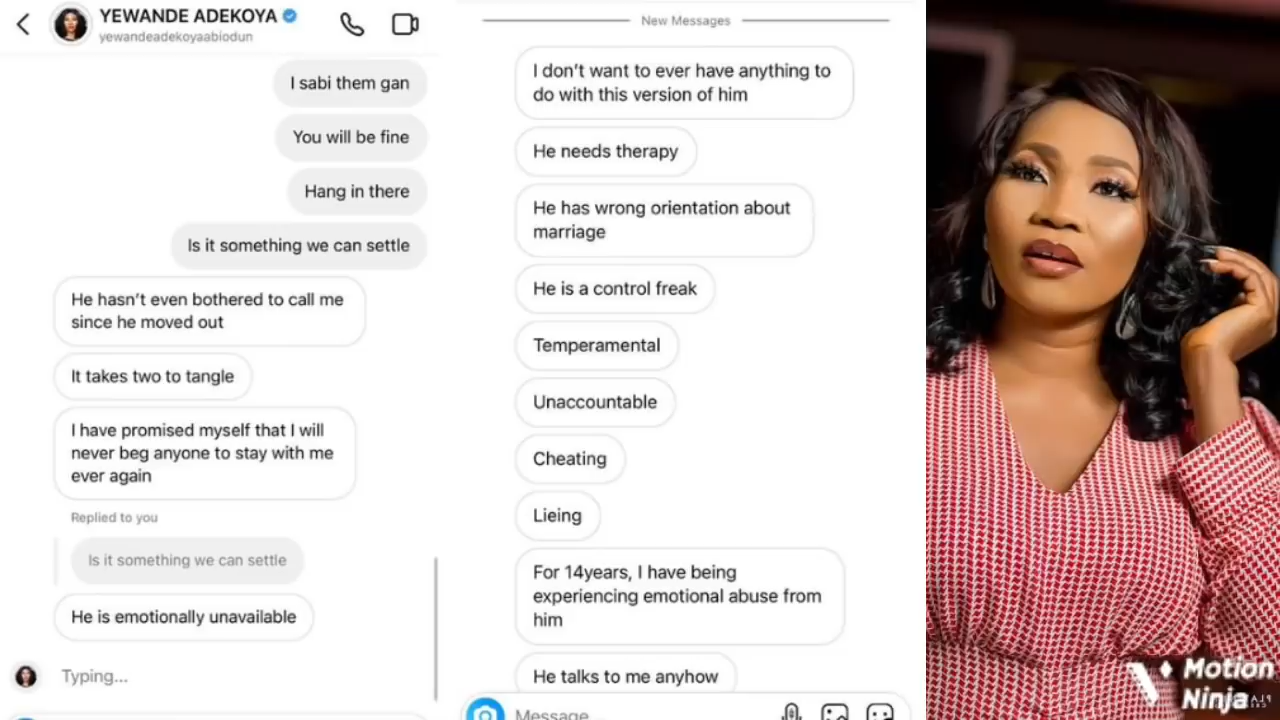 YEWANDE ADEKOYA
yewandeadekoyaabiodun
I sabi them gan
You will be fine
Hang in there
Is it something we can settle
He hasn't even bothered to call me
since he moved out
It takes two to tangle
I have promised myself that I will
never beg anyone to stay with me
ever again
Replied to you
Is it something we can settle
He is emotionally unavailable
Typing...
New Messages
I don't want to ever have anything to
do with this version of him
He needs therapy
He has wrong orientation about
marriage
He is a control freak
Temperamental
Unaccountable
Cheating
Lieing
For 14years, I have being
experiencing emotional abuse from
him
He talks to me anyhow
Message...
Motion
Ninja